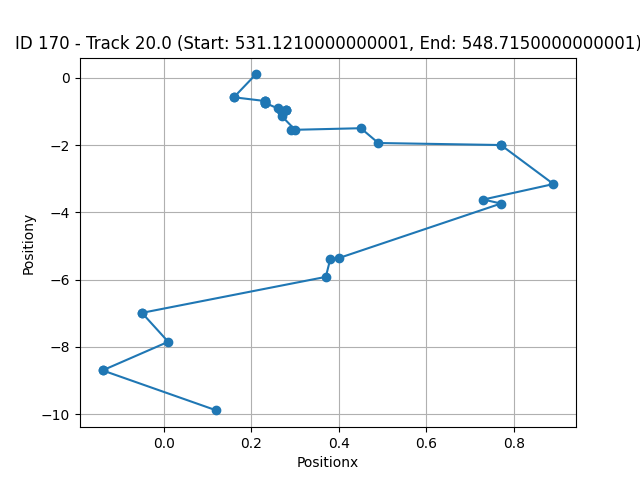 ID 170 - Track 20.0 (Start: 531.1210000000001, End: 548.7150000000001)
0
−2
−4
−6
−8
−10
Positiony
0.0 0.2 0.4 0.6 0.8
Positionx